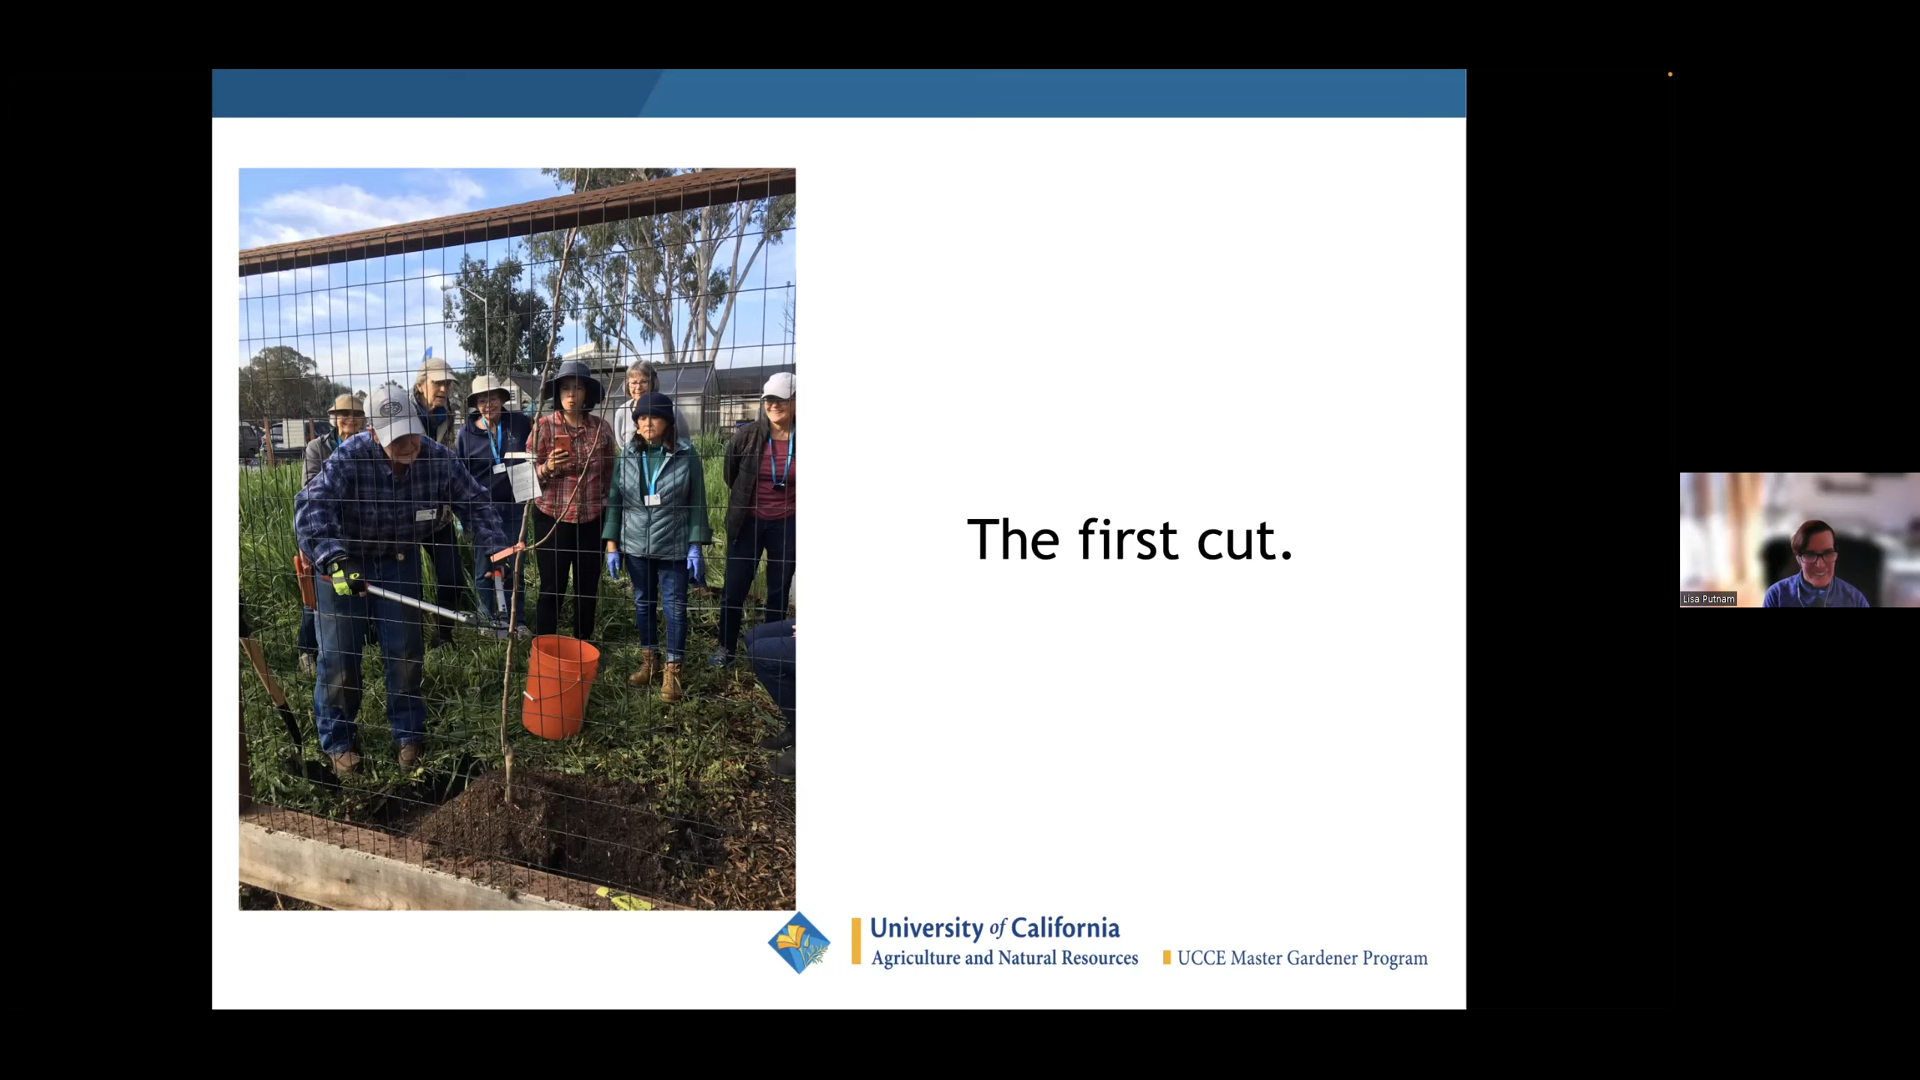 The first cut.
University of California
Agriculture and Natural Resources
UCCE Master Gardener Program
Lisa Putnam